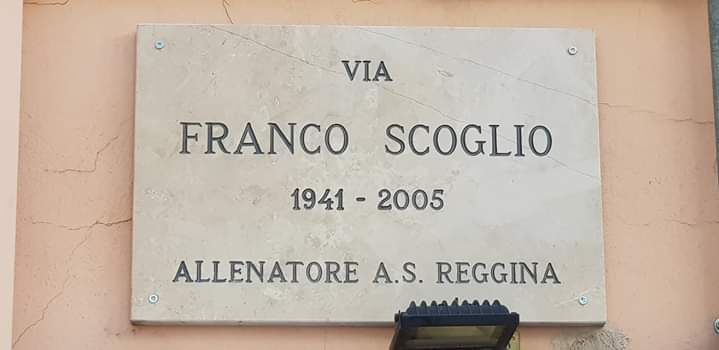 VIA
FRANCO SCOGLIO
1941 - 2005
ALLENATORE A.S. REGGINA